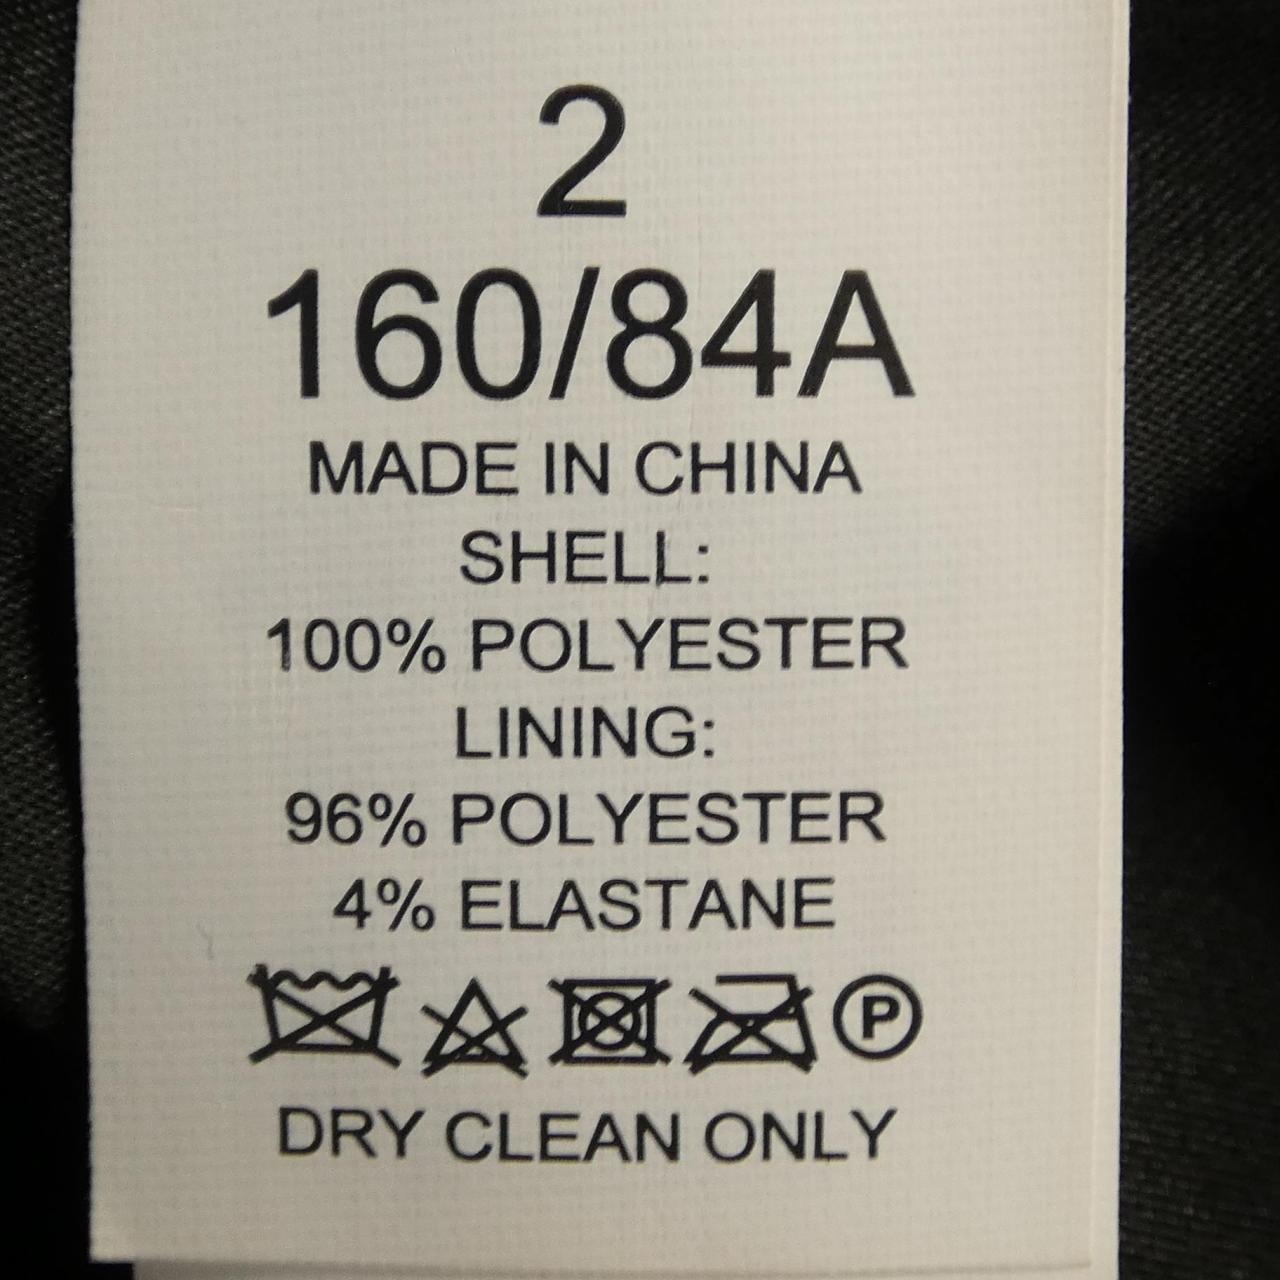 2
160/84A
MADE IN CHINA
SHELL:
100% POLYESTER
LINING:
96% POLYESTER
4% ELASTANE
P
DRY CLEAN ONLY